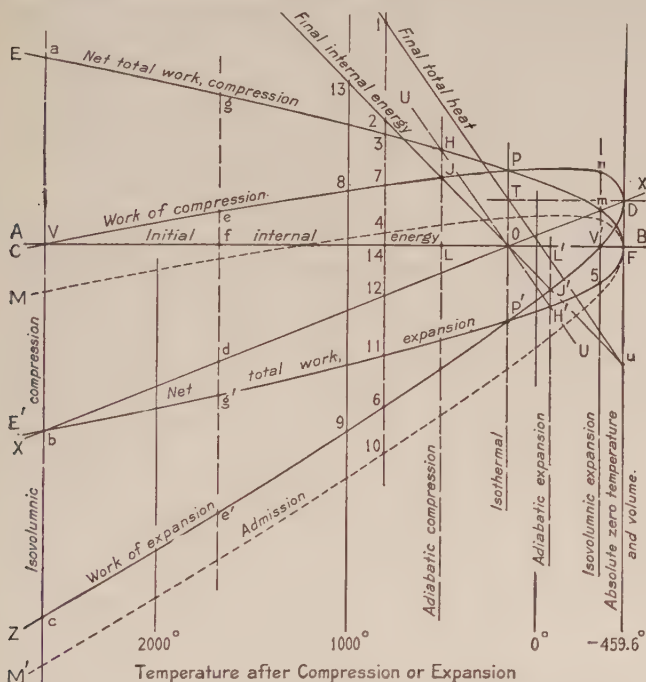 E a
Net total work, compression
g
Final internal energy
13
1
Final total heat
U
2
3
H
J
P
I
n
A
C
V
Work of compression
e
8
7
T
m
X
D
Initial f internal energy
4
14
L
O
L'
V
B
F
M
12
5
J'
H'
P'
d
11
expansion
Net total work,
g'
U
u
E'
X
b
6
9
10
Isovolumnic compression
e'
Admission
Work of expansion
Z c
M'
Adiabatic compression
Isothermal
Adiabatic expansion
Isovolumnic expansion
Absolute zero temperature
and volume.
2000° 1000° 0° -459.6°
Temperature after Compression or Expansion